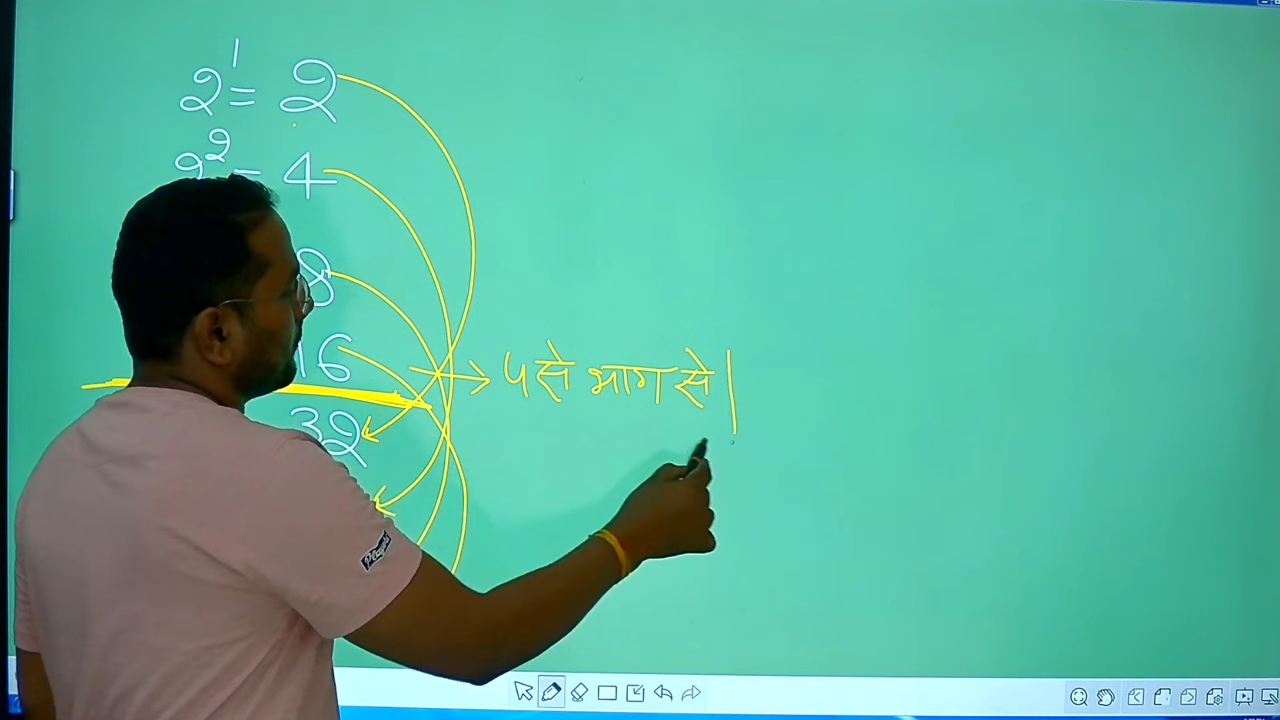 2¹ = 2
2² = 4
8
16
32
→ 4 से भाग से |